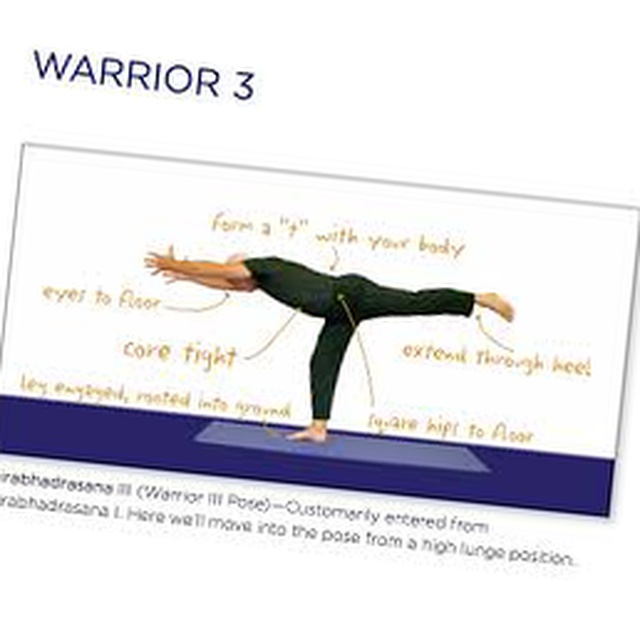 WARRIOR 3
form a "T" with your body
eyes to floor
core tight
extend through heel
leg engaged, rooted into ground
square hips to floor
irabhadrasana III (Warrior III Pose)—Customarily entered from
irabhadrasana I. Here we'll move into the pose from a high lunge position.